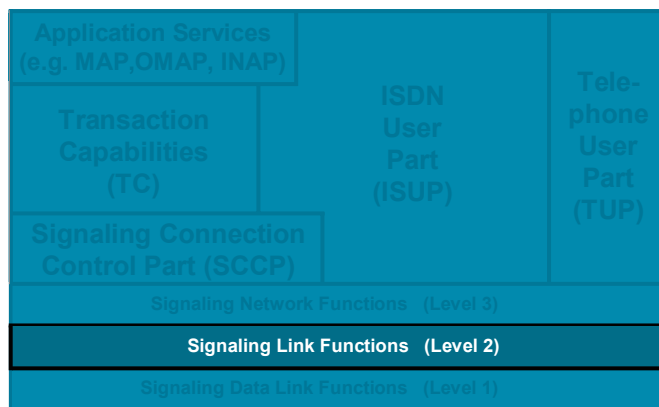 Application Services
(e.g. MAP,OMAP, INAP)
Transaction
Capabilities
(TC)
ISDN
User
Part
(ISUP)
Tele-
phone
User
Part
(TUP)
Signaling Connection
Control Part (SCCP)
Signaling Network Functions (Level 3)
Signaling Link Functions (Level 2)
Signaling Data Link Functions (Level 1)